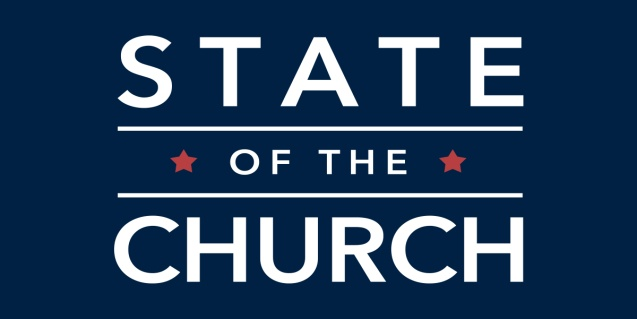 STATE
OF THE
CHURCH